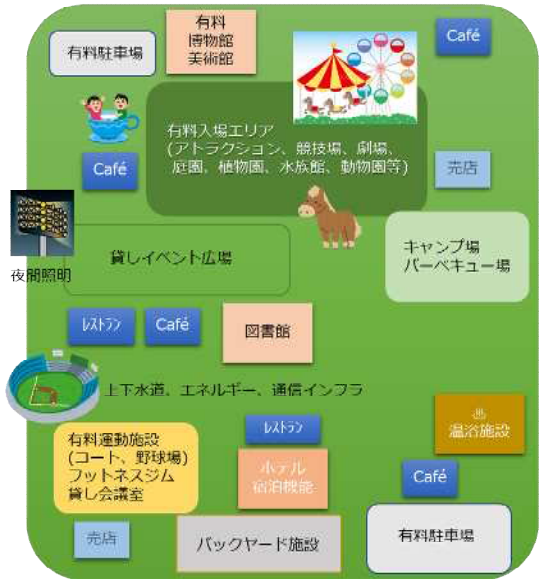 有料駐車場
有料
博物館
美術館
Café
有料入場エリア
(アトラクション、競技場、劇場、
庭園、植物園、水族館、動物園等)
Café
売店
夜間照明
貸しイベント広場
キャンプ場
バーベキュー場
ﾚｽﾄﾗﾝ
Café
図書館
上下水道、エネルギー、通信インフラ
有料運動施設
(コート、野球場)
フットネスジム
貸し会議室
ﾚｽﾄﾗﾝ
ホテル
宿泊機能
♨
温浴施設
Café
売店
バックヤード施設
有料駐車場